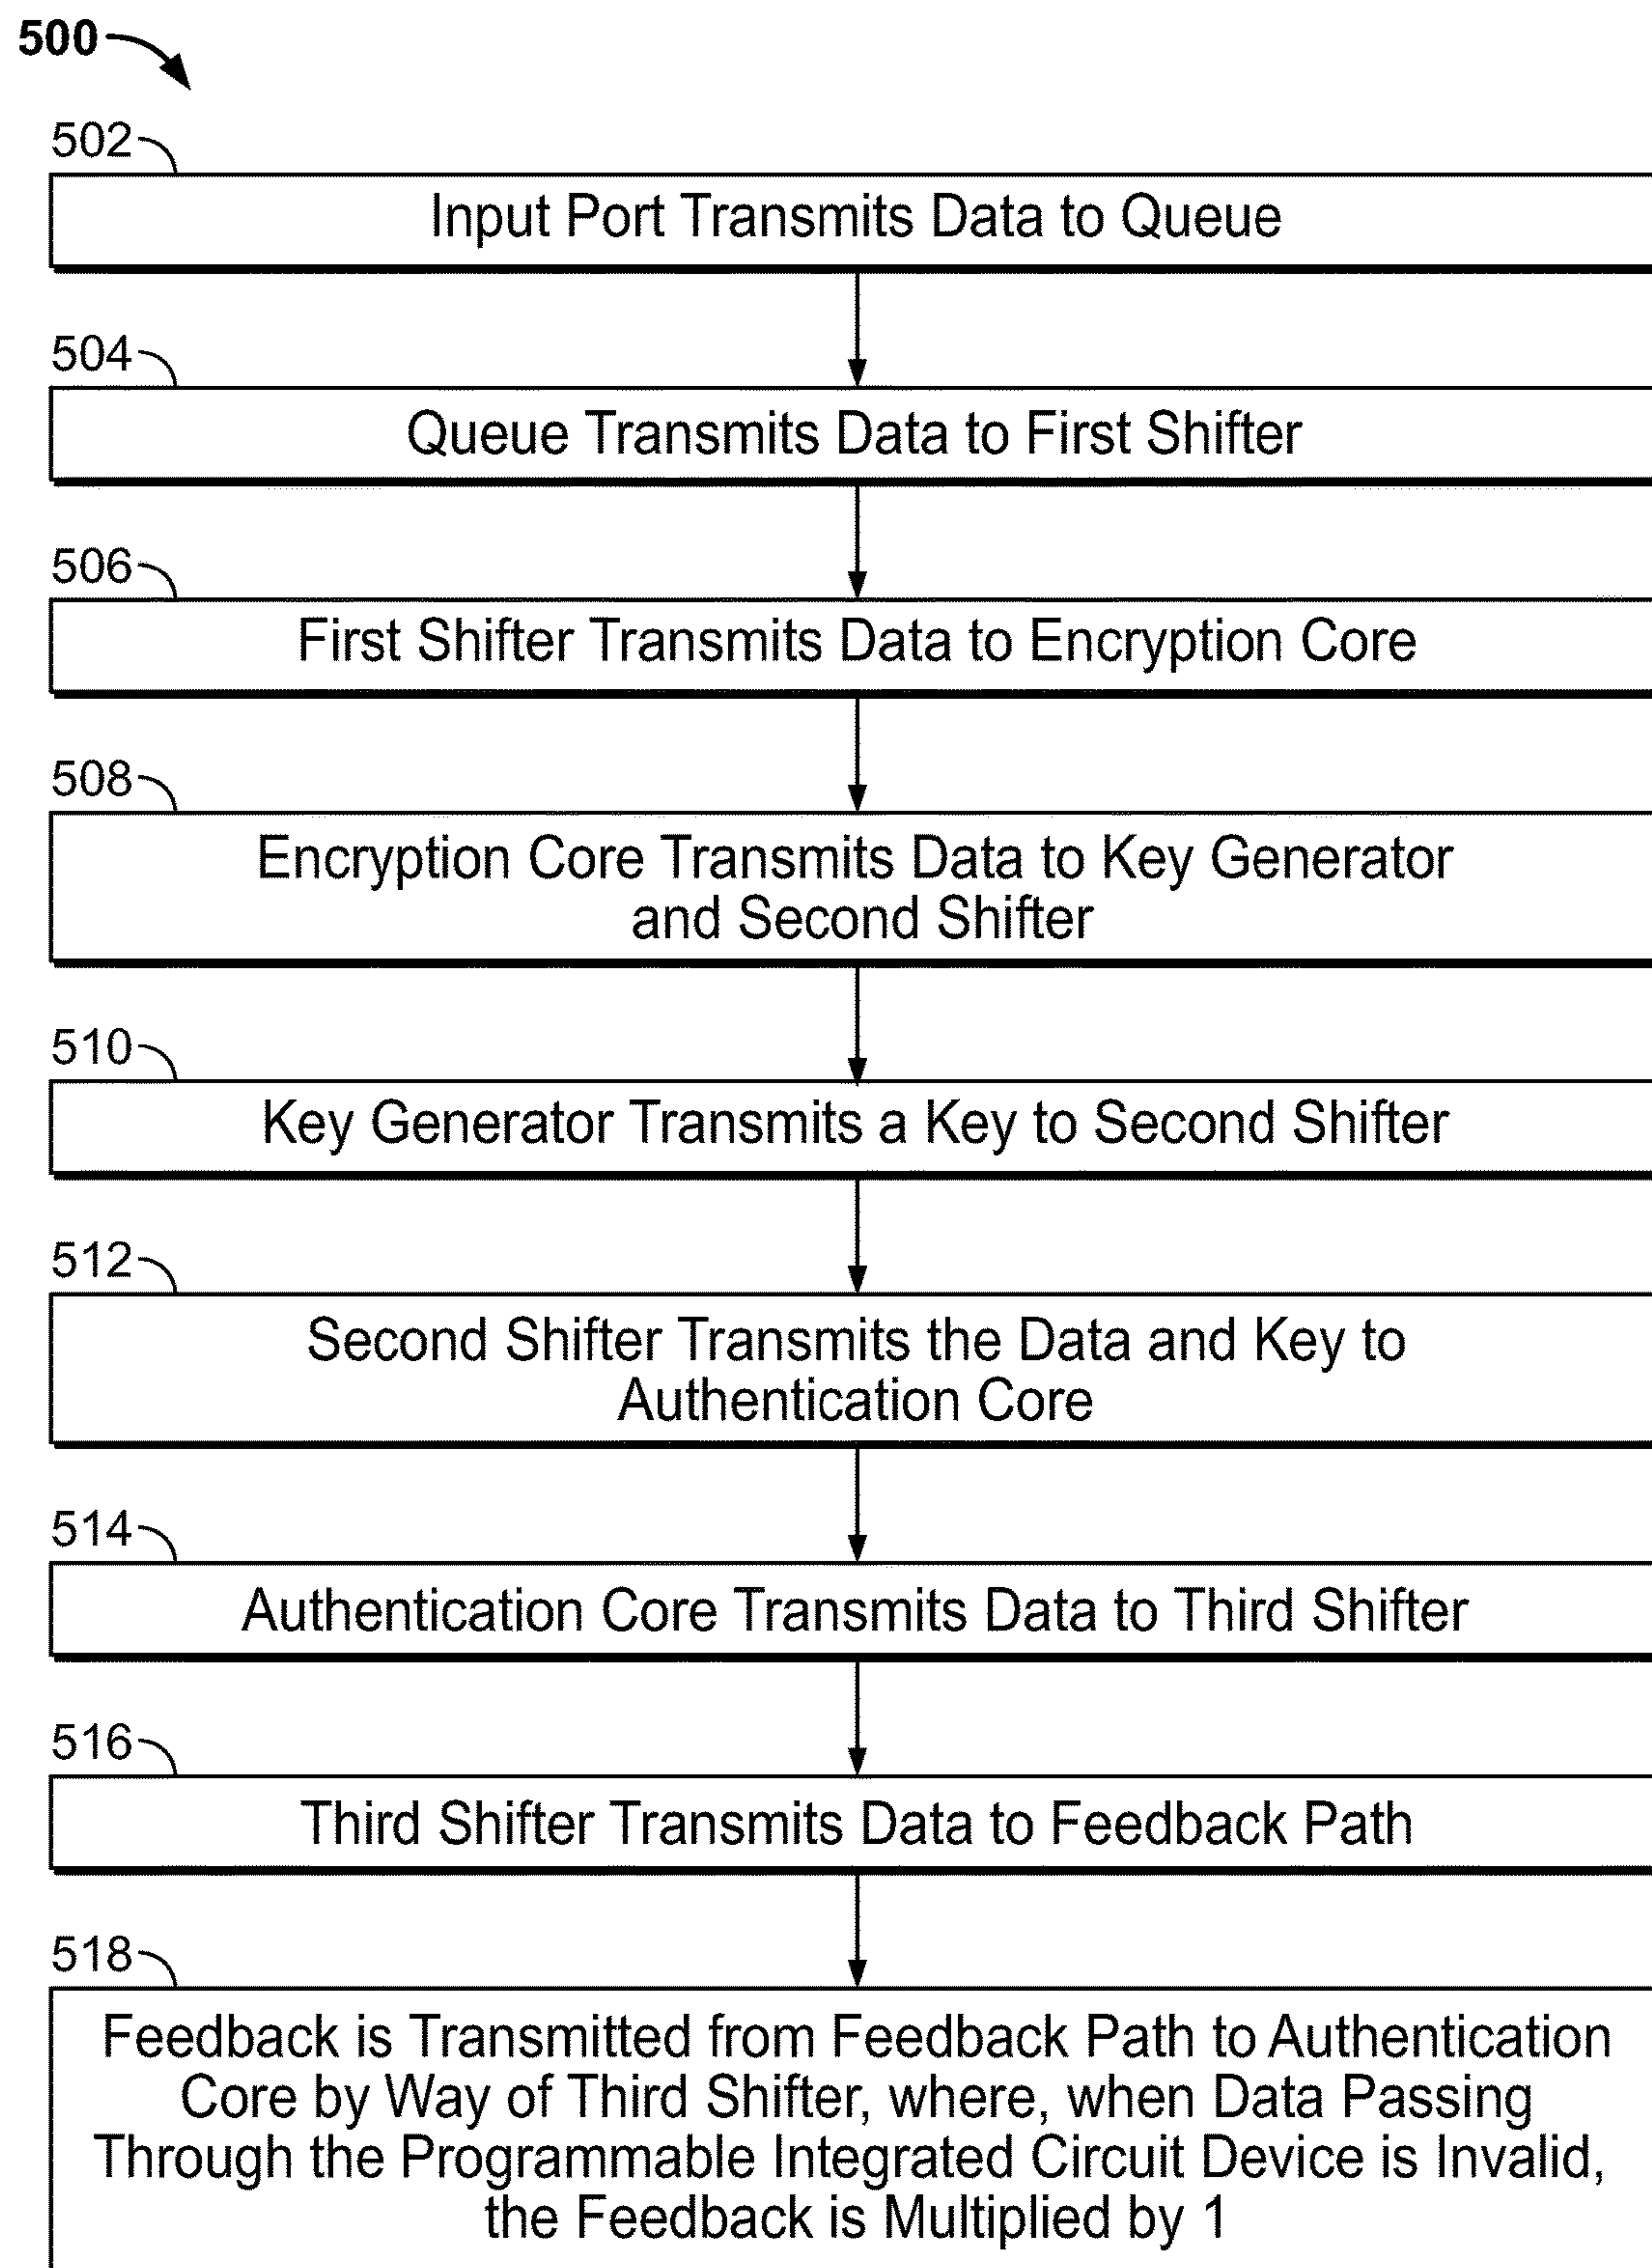 500
502
Input Port Transmits Data to Queue
504
Queue Transmits Data to First Shifter
506
First Shifter Transmits Data to Encryption Core
508
Encryption Core Transmits Data to Key Generator
and Second Shifter
510
Key Generator Transmits a Key to Second Shifter
512
Second Shifter Transmits the Data and Key to
Authentication Core
514
Authentication Core Transmits Data to Third Shifter
516
Third Shifter Transmits Data to Feedback Path
518
Feedback is Transmitted from Feedback Path to Authentication
Core by Way of Third Shifter, where, when Data Passing
Through the Programmable Integrated Circuit Device is Invalid,
the Feedback is Multiplied by 1